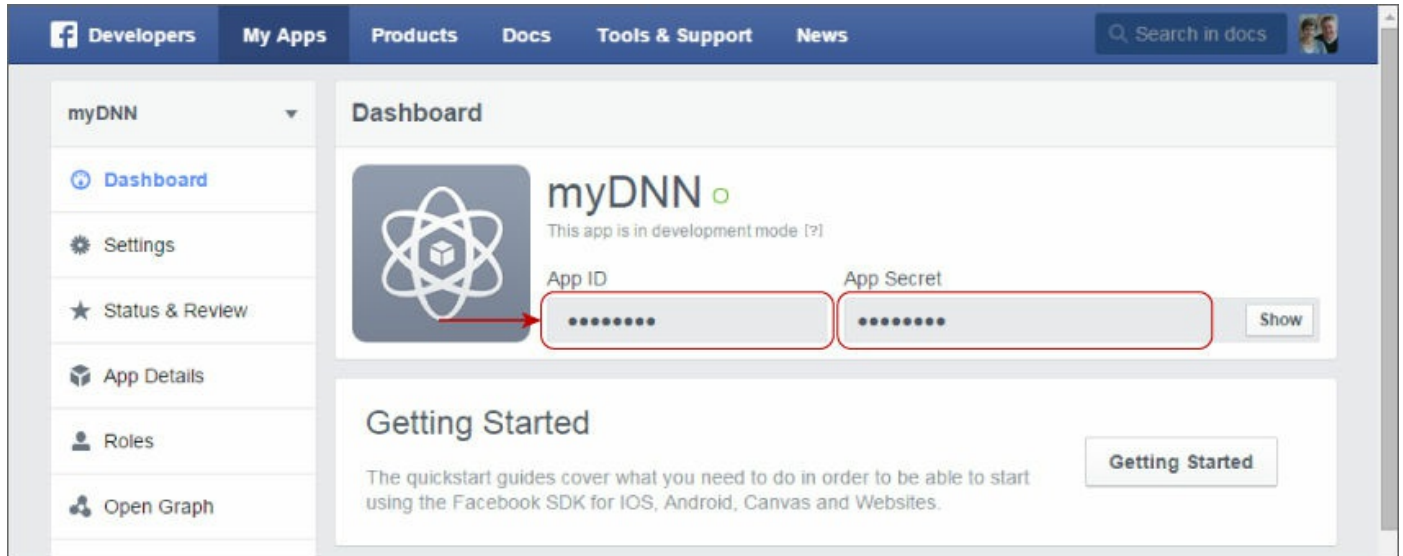 Developers My Apps Products Docs Tools & Support News Search in docs
myDNN
Dashboard
Settings
Status & Review
App Details
Roles
Open Graph
Dashboard
myDNN
This app is in development mode [?]
App ID App Secret
•••••••• •••••••• Show
Getting Started
The quickstart guides cover what you need to do in order to be able to start
using the Facebook SDK for IOS, Android, Canvas and Websites.
Getting Started